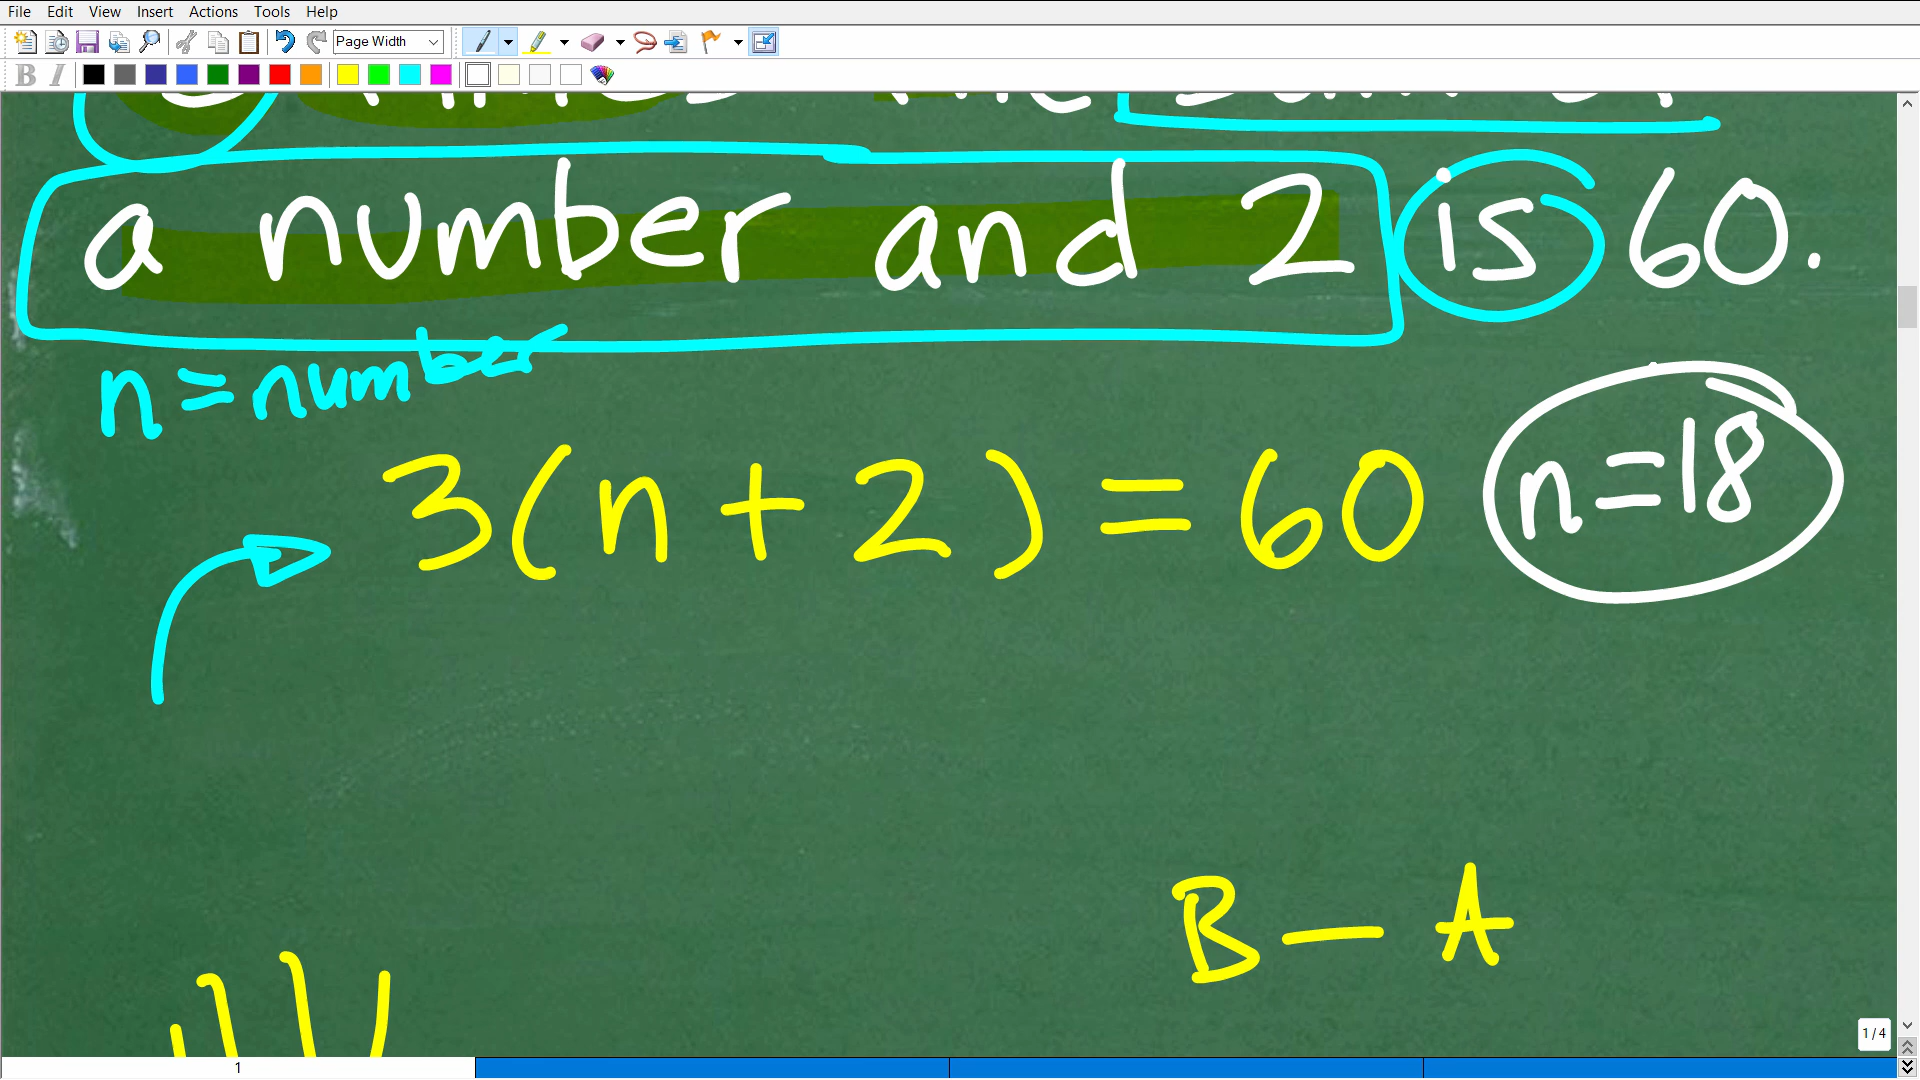 File Edit View Insert Actions Tools Help
Page Width
B I
a number and 2 is 60.
n = number
3(n + 2) = 60
n = 18
B — A
1 / 4
1